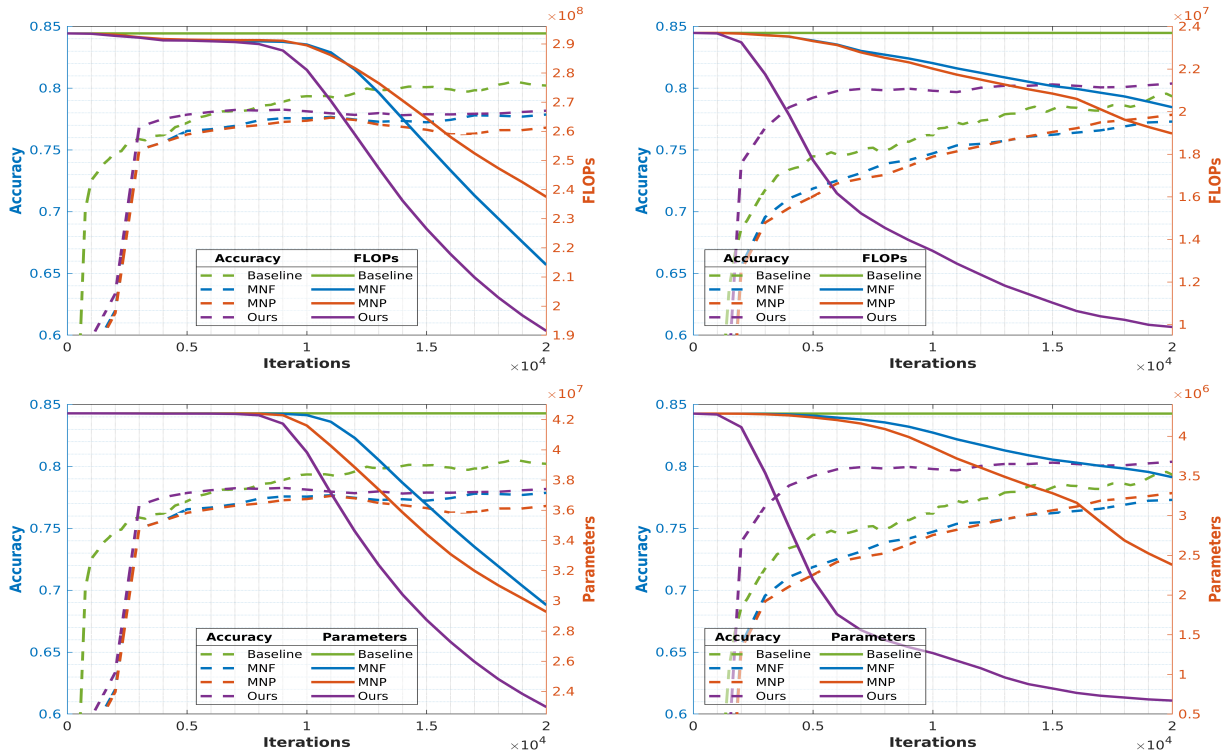 ×10^8
0.85
0.8
0.75
0.7
0.65
0.6
Accuracy
2.9
2.8
2.7
2.6
2.5
2.4
2.3
2.2
2.1
2
1.9
FLOPs
Accuracy FLOPs
Baseline Baseline
MNF MNF
MNP MNP
Ours Ours
0 0.5 1 1.5 2
Iterations
×10^4
×10^7
0.85
0.8
0.75
0.7
0.65
0.6
Accuracy
2.4
2.2
2
1.8
1.6
1.4
1.2
1
FLOPs
Accuracy FLOPs
Baseline Baseline
MNF MNF
MNP MNP
Ours Ours
0 0.5 1 1.5 2
Iterations
×10^4
×10^7
0.85
0.8
0.75
0.7
0.65
0.6
Accuracy
4.2
4
3.8
3.6
3.4
3.2
3
2.8
2.6
2.4
Parameters
Accuracy Parameters
Baseline Baseline
MNF MNF
MNP MNP
Ours Ours
0 0.5 1 1.5 2
Iterations
×10^4
×10^6
0.85
0.8
0.75
0.7
0.65
0.6
Accuracy
4
3.5
3
2.5
2
1.5
1
0.5
Parameters
Accuracy Parameters
Baseline Baseline
MNF MNF
MNP MNP
Ours Ours
0 0.5 1 1.5 2
Iterations
×10^4